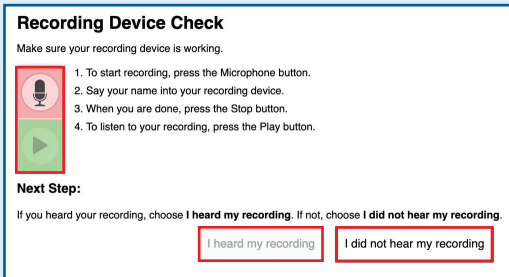 Recording Device Check
Make sure your recording device is working.
1. To start recording, press the Microphone button.
2. Say your name into your recording device.
3. When you are done, press the Stop button.
4. To listen to your recording, press the Play button.
Next Step:
If you heard your recording, choose I heard my recording. If not, choose I did not hear my recording.
I heard my recording
I did not hear my recording